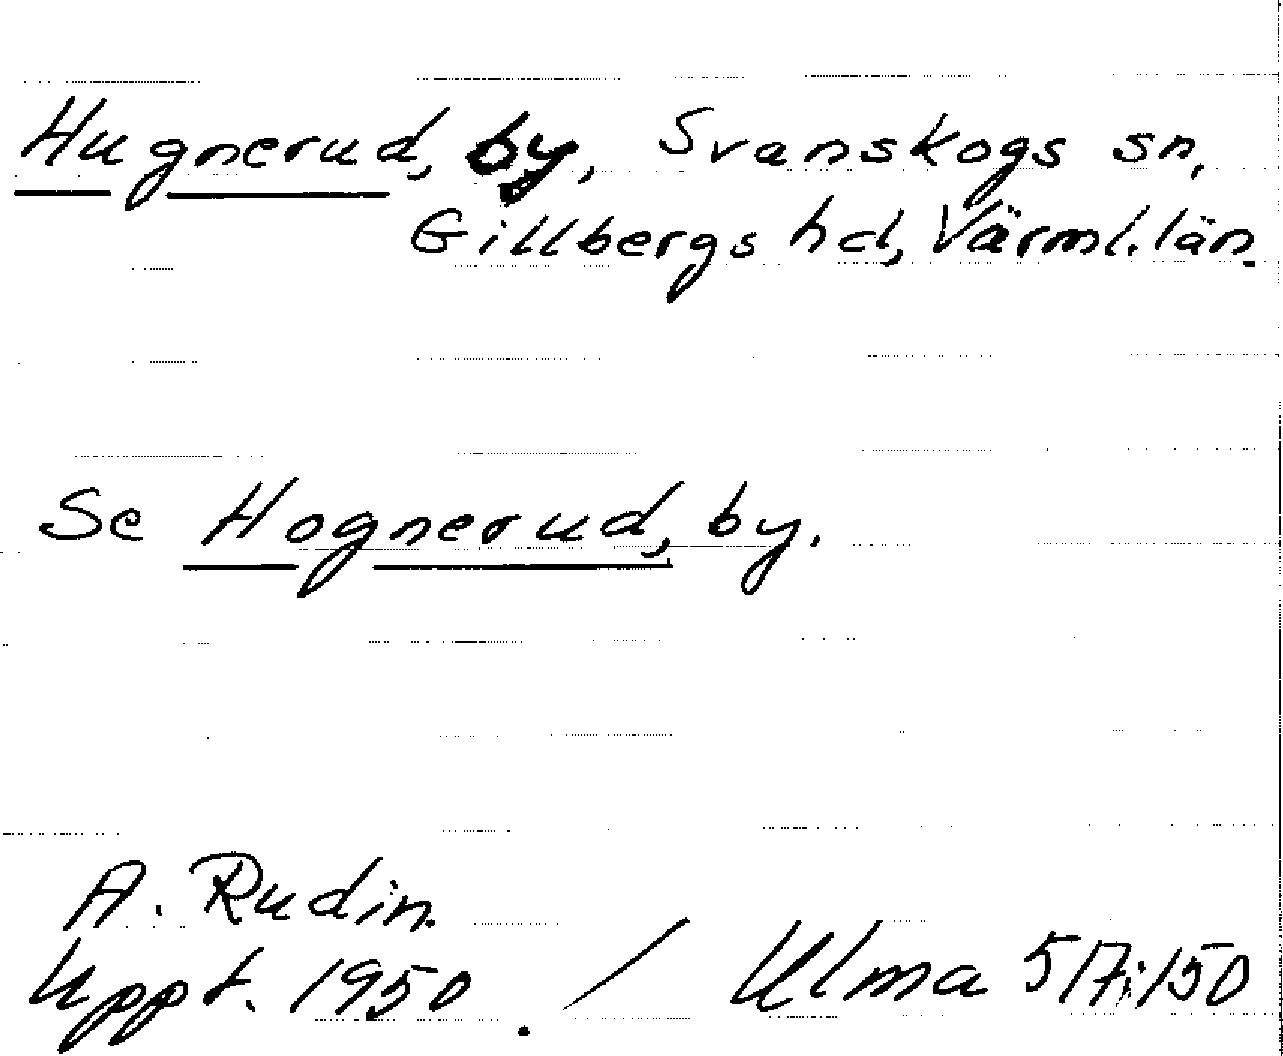 Hugnerud, by, Svanskogs sn,
Gillbergs hd, Värml. län.
Se Hognerud, by.
A. Rudin.
Uppt. 1950. / Ulma 517:150